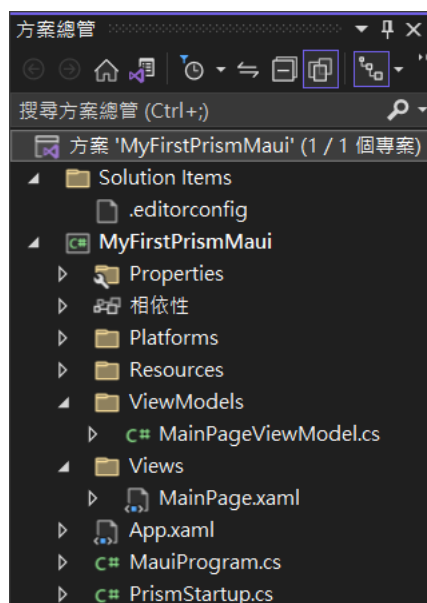 方案總管
搜尋方案總管 (Ctrl+;)
方案 'MyFirstPrismMaui' (1 / 1 個專案)
Solution Items
.editorconfig
C# MyFirstPrismMaui
Properties
相依性
Platforms
Resources
ViewModels
C# MainPageViewModel.cs
Views
MainPage.xaml
App.xaml
C# MauiProgram.cs
C# PrismStartup.cs